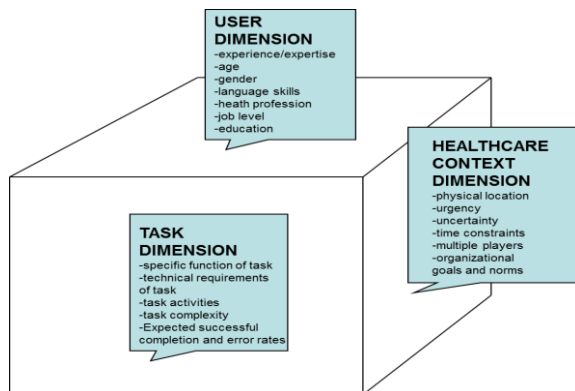 USER
DIMENSION
-experience/expertise
-age
-gender
-language skills
-heath profession
-job level
-education
HEALTHCARE
CONTEXT
DIMENSION
-physical location
-urgency
-uncertainty
-time constraints
-multiple players
-organizational
goals and norms
TASK
DIMENSION
-specific function of task
-technical requirements
of task
-task activities
-task complexity
-Expected successful
completion and error rates